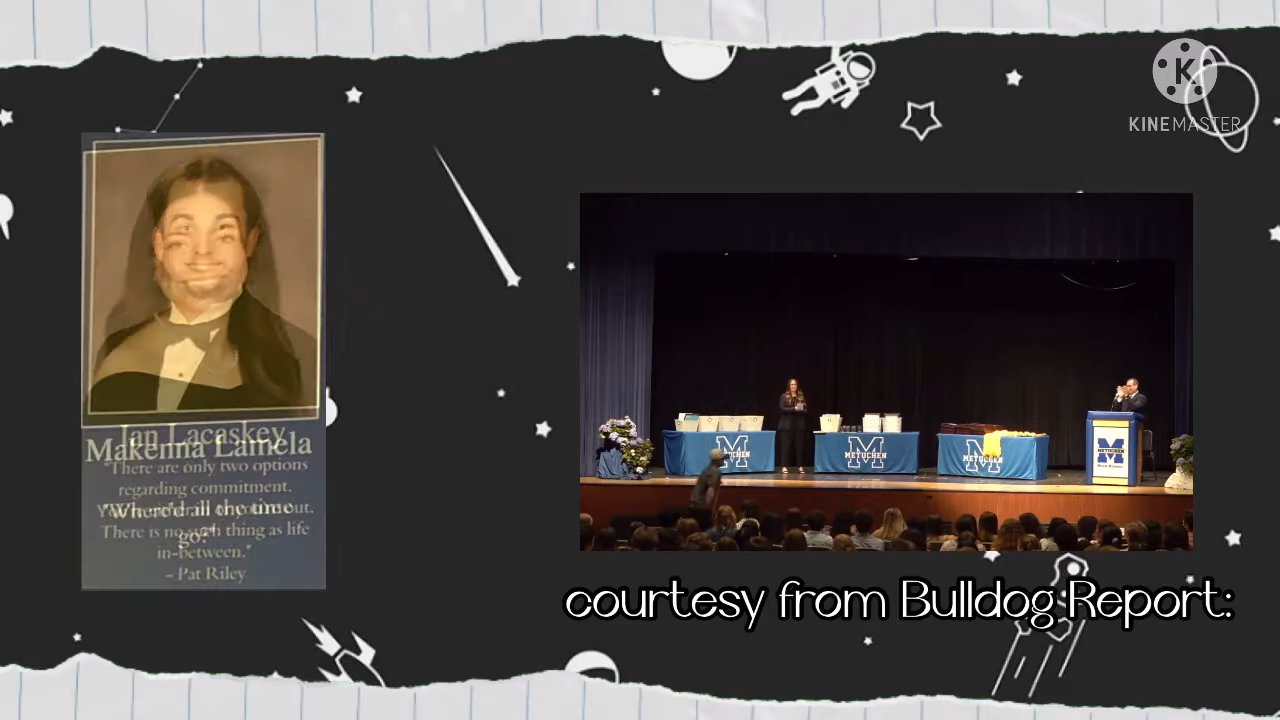 K
KINEMASTER
Ian Lacaskey
Makenna Lamela
"There are only two options
regarding commitment.
"Where'd all the time
go?"
There is no such thing as life
in-between."
– Pat Riley
M
METUCHEN
M
METUCHEN
M
METUCHEN
M
courtesy from Bulldog Report: